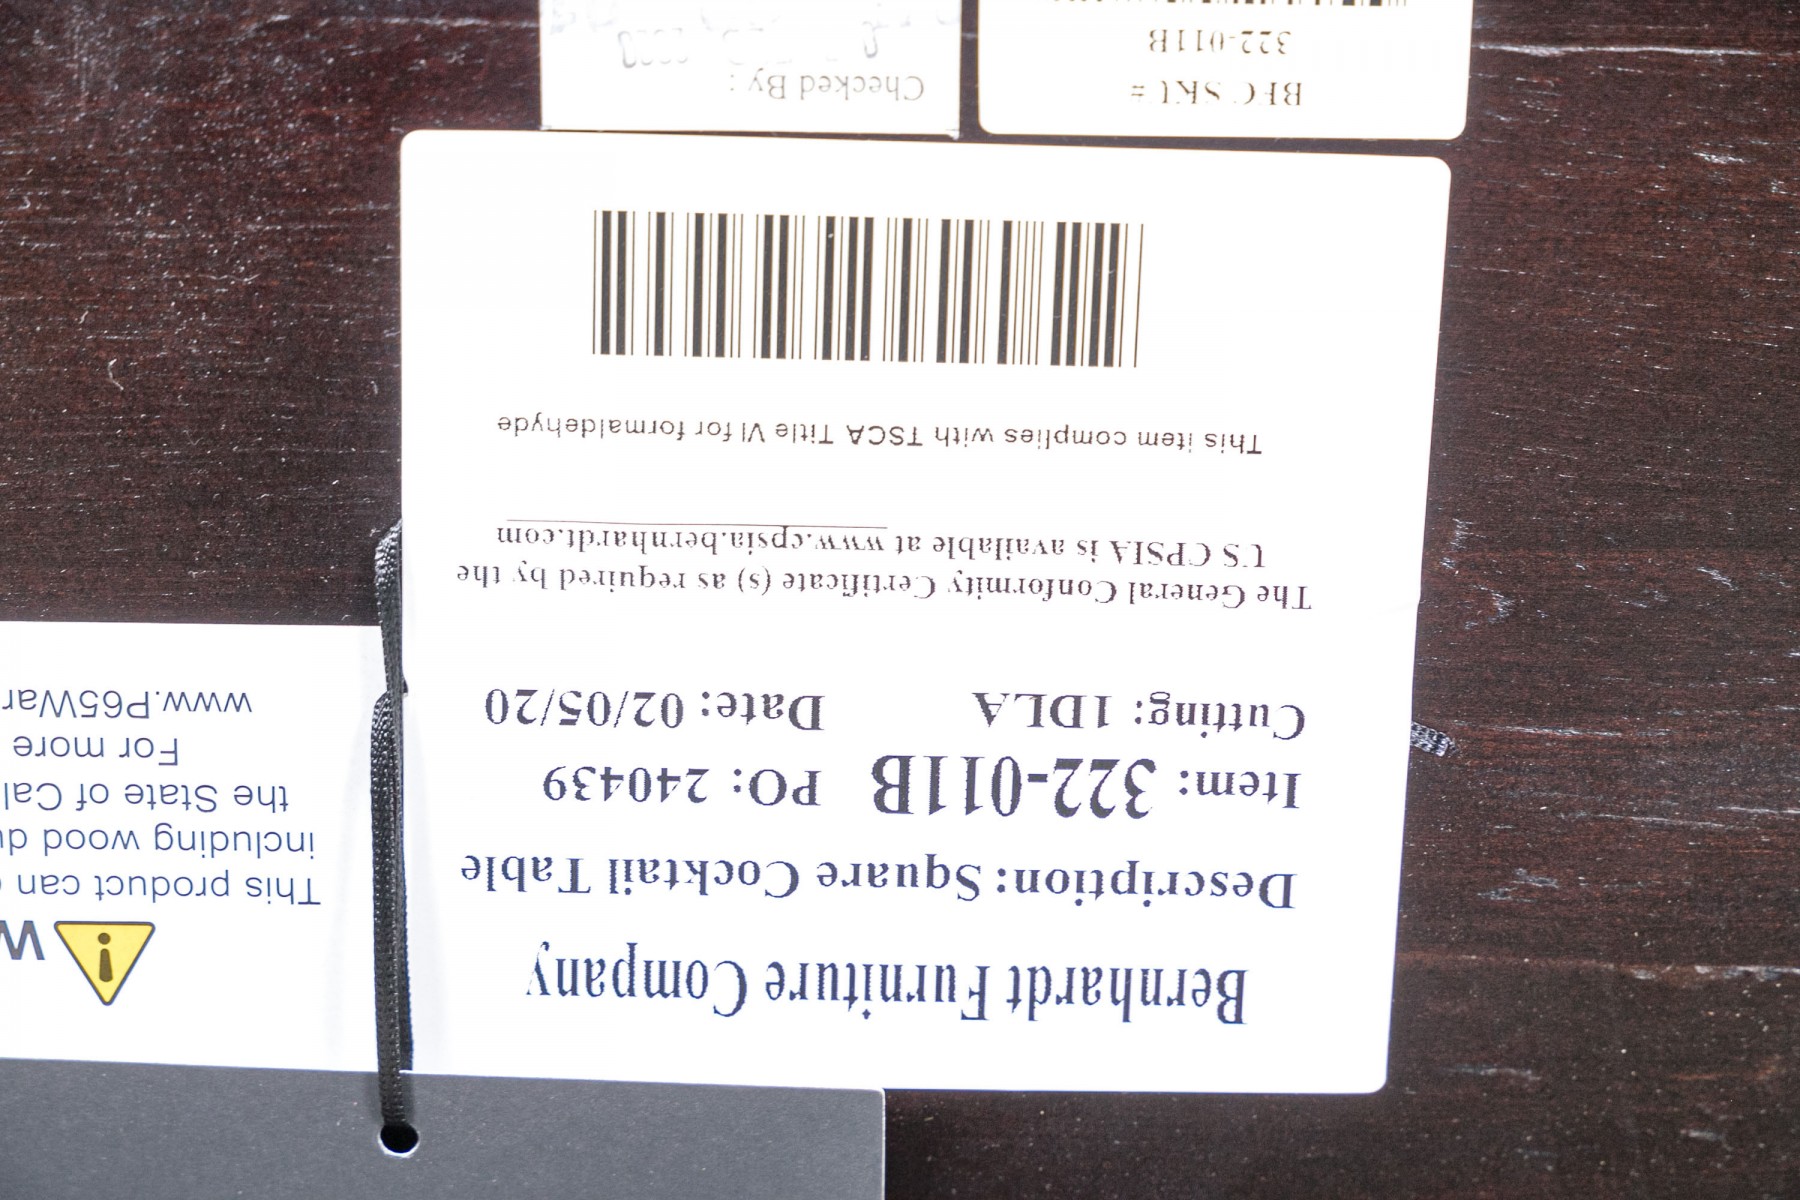 Bernhardt Furniture Company
Description: Square Cocktail Table
Item: 322-011B PO: 240439
Cutting: 1DLA Date: 02/05/20
The General Conformity Certificate (s) as required by the
US CPSIA is available at www.cpsia.bernhardt.com
This item complies with TSCA Title VI for formaldehyde
This product can
including wood
the State of
For more
www.P65War
BFC SKU #
322-011B
Checked By :